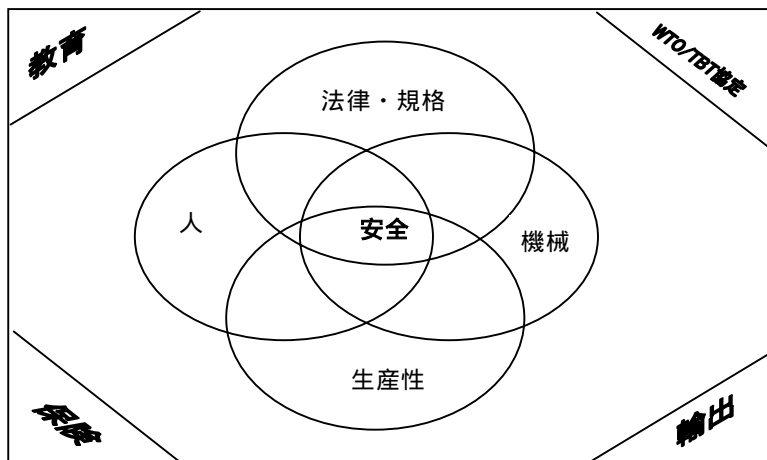 教育
WTO/TBT協定
法律・規格
人
安全
機械
生産性
保険
輸出